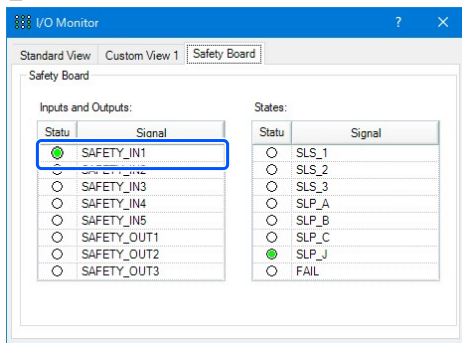 I/O Monitor ? ×
Standard View Custom View 1 Safety Board
Safety Board
Inputs and Outputs: States:
Statu Signal Statu Signal
SAFETY_IN1 SLS_1
SLS_2
SAFETY_IN3 SLS_3
SAFETY_IN4 SLP_A
SAFETY_IN5 SLP_B
SAFETY_OUT1 SLP_C
SAFETY_OUT2 SLP_J
SAFETY_OUT3 FAIL